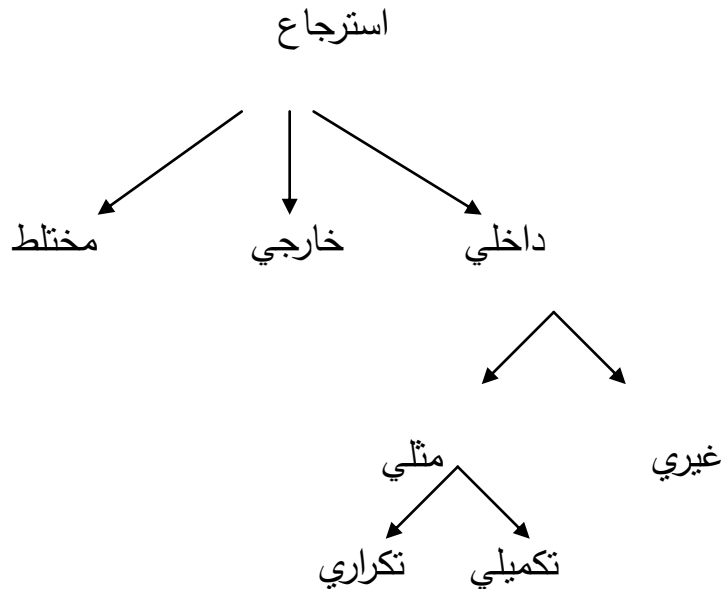 استرجاع
داخلي خارجي مختلط
غيري مثلي
تكميلي تكراري